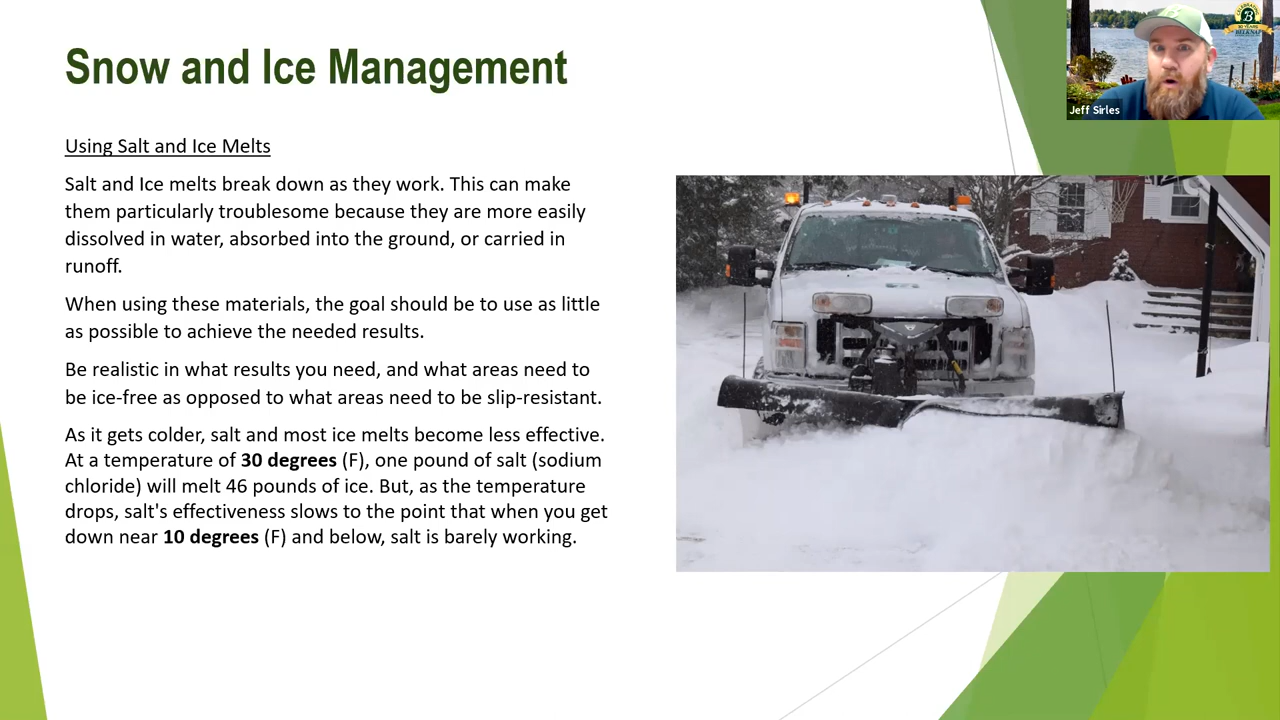 Snow and Ice Management
Using Salt and Ice Melts
Salt and Ice melts break down as they work. This can make
them particularly troublesome because they are more easily
dissolved in water, absorbed into the ground, or carried in
runoff.
When using these materials, the goal should be to use as little
as possible to achieve the needed results.
Be realistic in what results you need, and what areas need to
be ice-free as opposed to what areas need to be slip-resistant.
As it gets colder, salt and most ice melts become less effective.
At a temperature of 30 degrees (F), one pound of salt (sodium
chloride) will melt 46 pounds of ice. But, as the temperature
drops, salt's effectiveness slows to the point that when you get
down near 10 degrees (F) and below, salt is barely working.
B
BELKNAP
Jeff Sirles